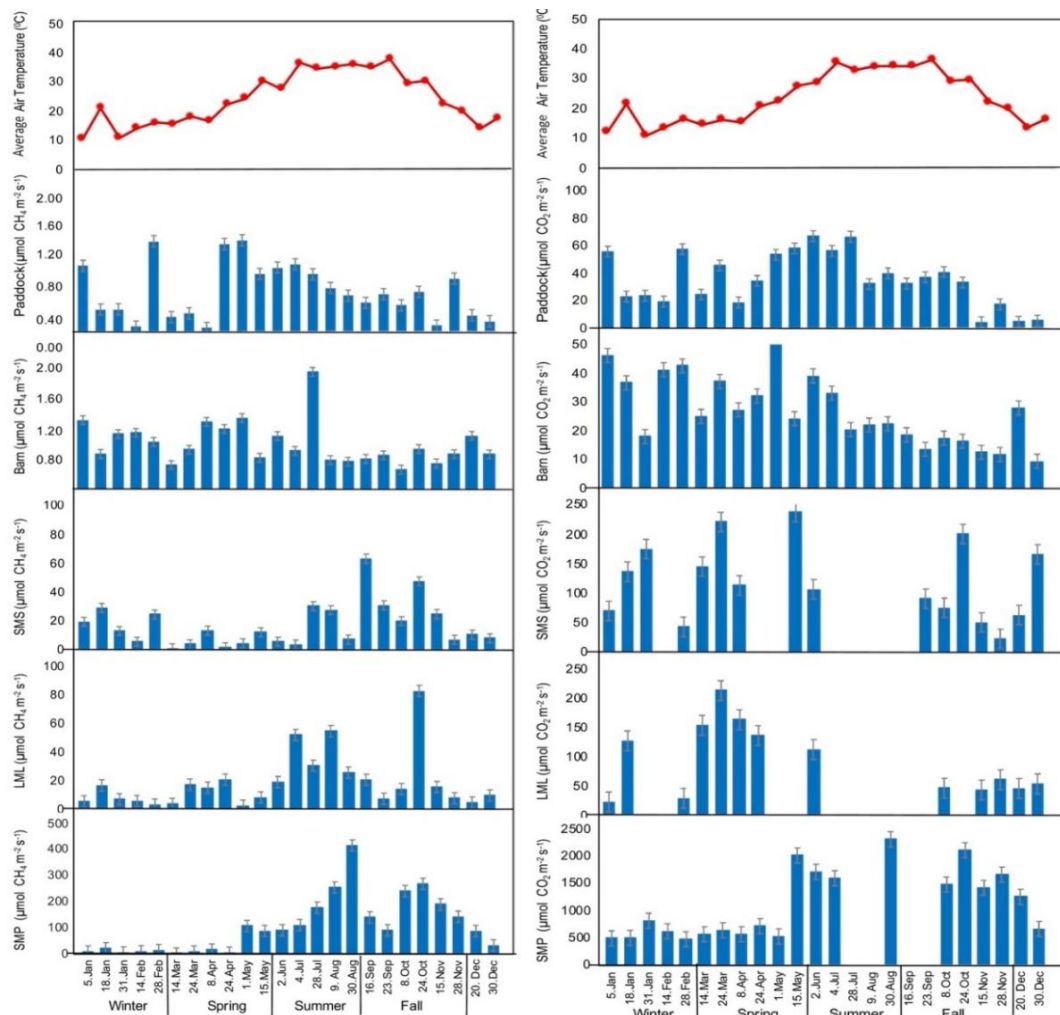 Average Air Temperature (⁰C)
50
40
30
20
10
0
Paddock(µmol CH₄ m⁻² s⁻¹)
2.00
1.60
1.20
0.80
0.40
0.00
Barn (µmol CH₄ m⁻² s⁻¹)
2.00
1.60
1.20
0.80
SMS (µmol CH₄ m⁻² s⁻¹)
100
80
60
40
20
0
LML (µmol CH₄ m⁻² s⁻¹)
100
80
60
40
20
0
SMP (µmol CH₄ m⁻² s⁻¹)
500
400
300
200
100
0
5.Jan
18.Jan
31.Jan
14.Feb
28.Feb
14.Mar
24.Mar
8.Apr
24.Apr
1.May
15.May
2.Jun
4.Jul
28.Jul
9.Aug
30.Aug
16.Sep
23.Sep
8.Oct
24.Oct
15.Nov
28.Nov
20.Dec
30.Dec
Winter
Spring
Summer
Fall
Average Air Temperature (⁰C
50
40
30
20
10
0
Paddock(µmol CO₂ m⁻² s⁻¹)
100
80
60
40
20
0
Barn (µmol CO₂ m⁻² s⁻¹)
50
40
30
20
10
0
SMS (µmol CO₂ m⁻² s⁻¹)
250
200
150
100
50
0
LML (µmol CO₂ m⁻² s⁻¹)
250
200
150
100
50
0
SMP (µmol CO₂ m⁻² s⁻¹)
2500
2000
1500
1000
500
0
5.Jan
18.Jan
31.Jan
14.Feb
28.Feb
14.Mar
24.Mar
8.Apr
24.Apr
1.May
15.May
2.Jun
4.Jul
28.Jul
9. Aug
30.Aug
16.Sep
23.Sep
8.Oct
24.Oct
15.Nov
28.Nov
20. Dec
30.Dec
Winter
Spring
Summer
Fall